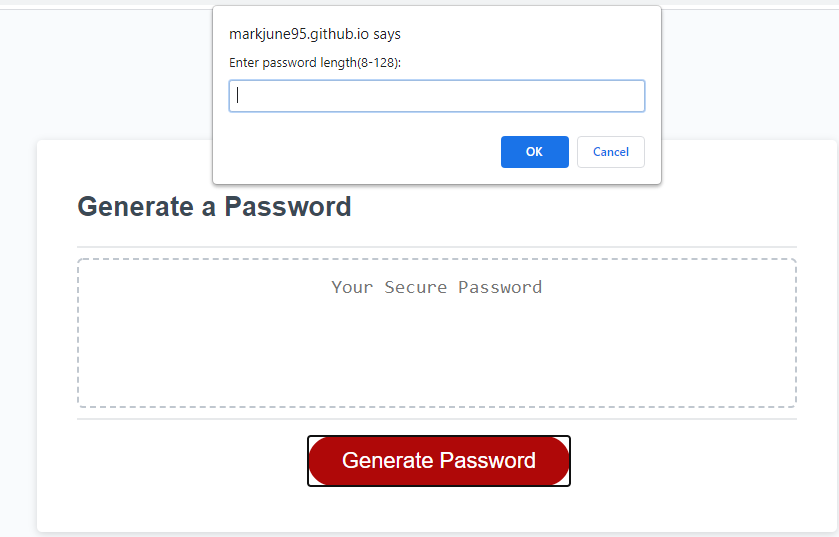 markjune95.github.io says
Enter password length(8-128):
OK
Cancel
Generate a Password
Your Secure Password
Generate Password